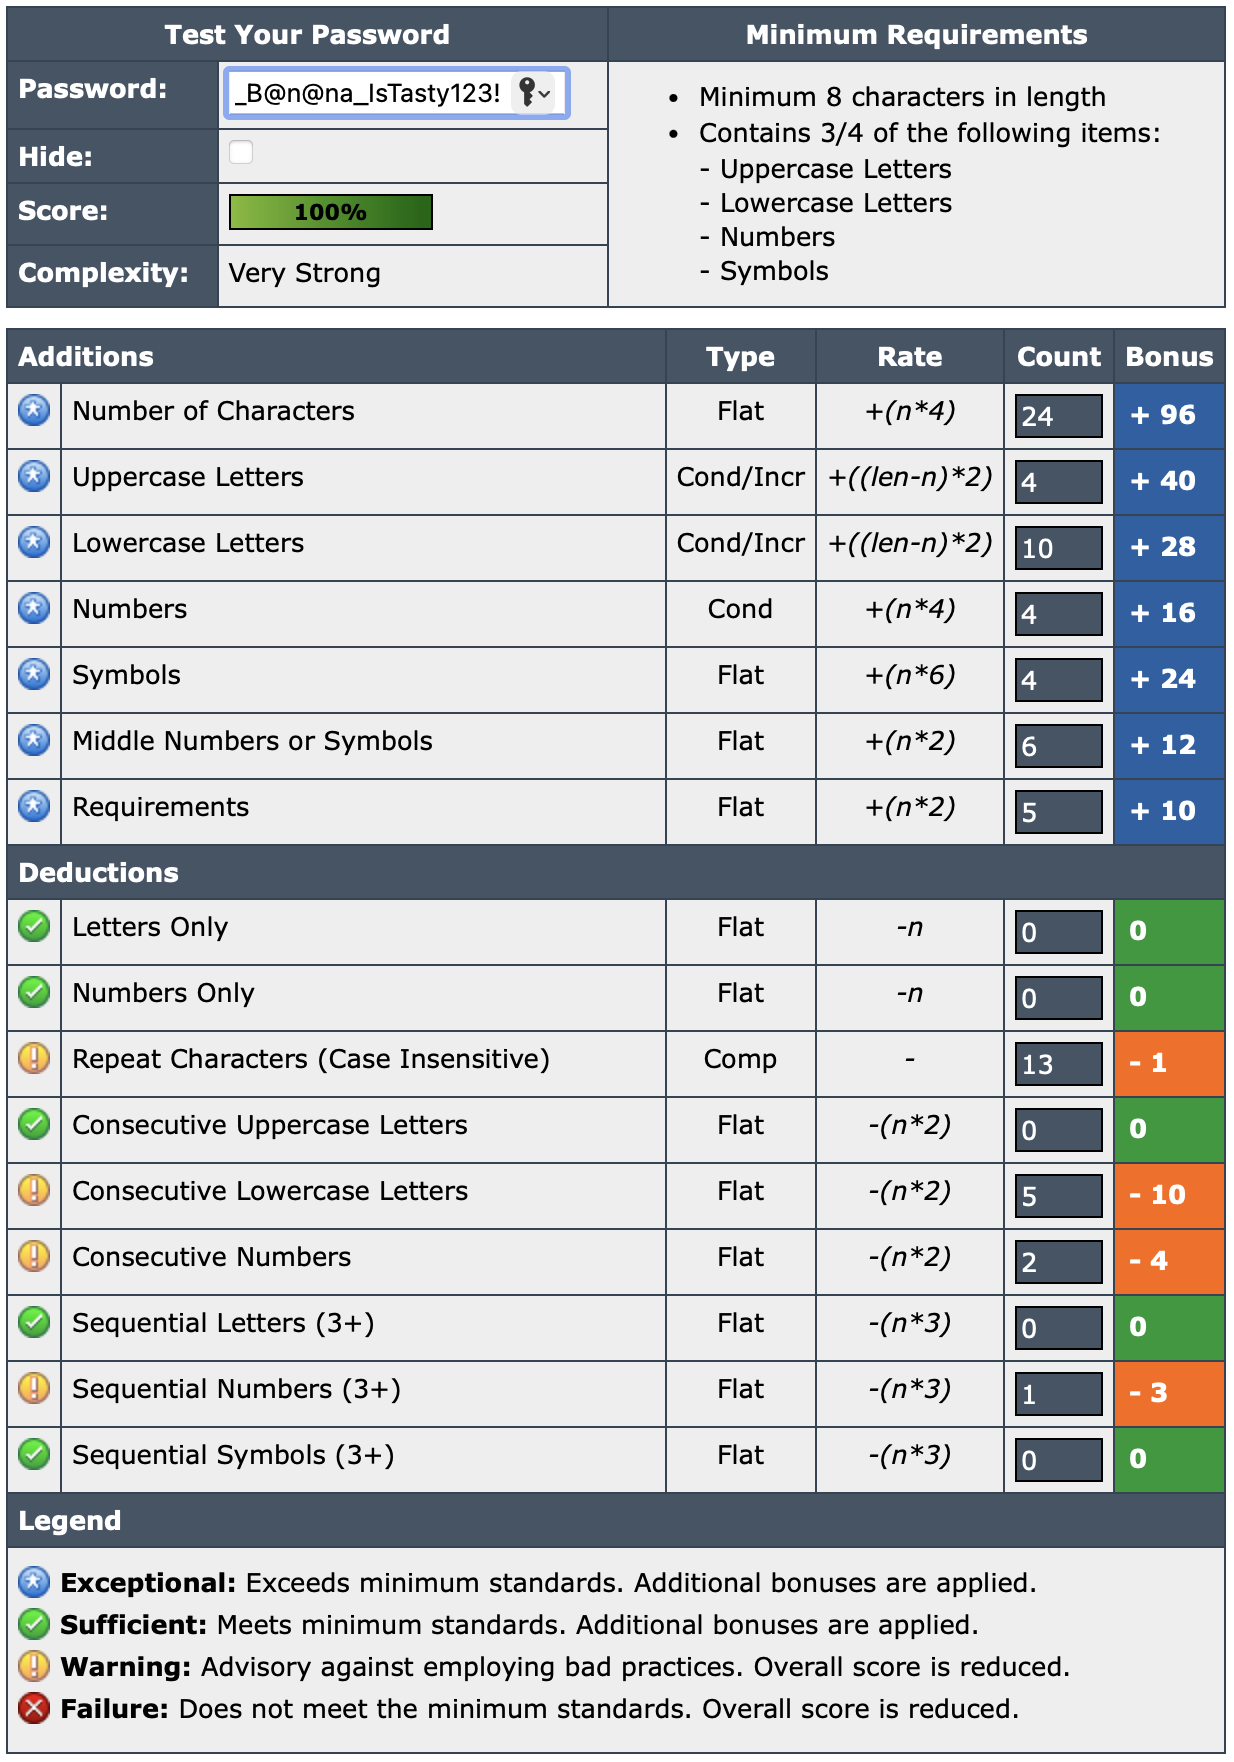 Test Your Password
Minimum Requirements
Password: _B@n@na_IsTasty123!
Hide:
Score: 100%
Complexity: Very Strong
• Minimum 8 characters in length
• Contains 3/4 of the following items:
- Uppercase Letters
- Lowercase Letters
- Numbers
- Symbols
Additions Type Rate Count Bonus
Number of Characters Flat +(n*4) 24 + 96
Uppercase Letters Cond/Incr +((len-n)*2) 4 + 40
Lowercase Letters Cond/Incr +((len-n)*2) 10 + 28
Numbers Cond +(n*4) 4 + 16
Symbols Flat +(n*6) 4 + 24
Middle Numbers or Symbols Flat +(n*2) 6 + 12
Requirements Flat +(n*2) 5 + 10
Deductions
Letters Only Flat -n 0 0
Numbers Only Flat -n 0 0
Repeat Characters (Case Insensitive) Comp - 13 - 1
Consecutive Uppercase Letters Flat -(n*2) 0 0
Consecutive Lowercase Letters Flat -(n*2) 5 - 10
Consecutive Numbers Flat -(n*2) 2 - 4
Sequential Letters (3+) Flat -(n*3) 0 0
Sequential Numbers (3+) Flat -(n*3) 1 - 3
Sequential Symbols (3+) Flat -(n*3) 0 0
Legend
Exceptional: Exceeds minimum standards. Additional bonuses are applied.
Sufficient: Meets minimum standards. Additional bonuses are applied.
Warning: Advisory against employing bad practices. Overall score is reduced.
Failure: Does not meet the minimum standards. Overall score is reduced.